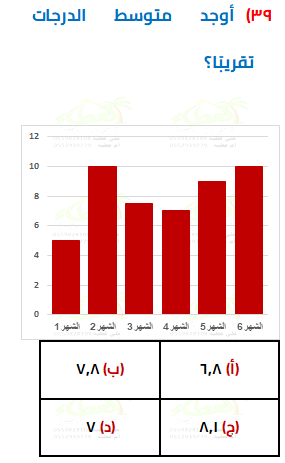 ٣٩) أوجد متوسط الدرجات
تقريبًا؟
12
10
8
6
4
2
0
الشهر 1 الشهر 2 الشهر 3 الشهر 4 الشهر 5 الشهر 6
(أ) ٦,٨ (ب) ٧,٨
(ج) ٨,١ (د) ٧